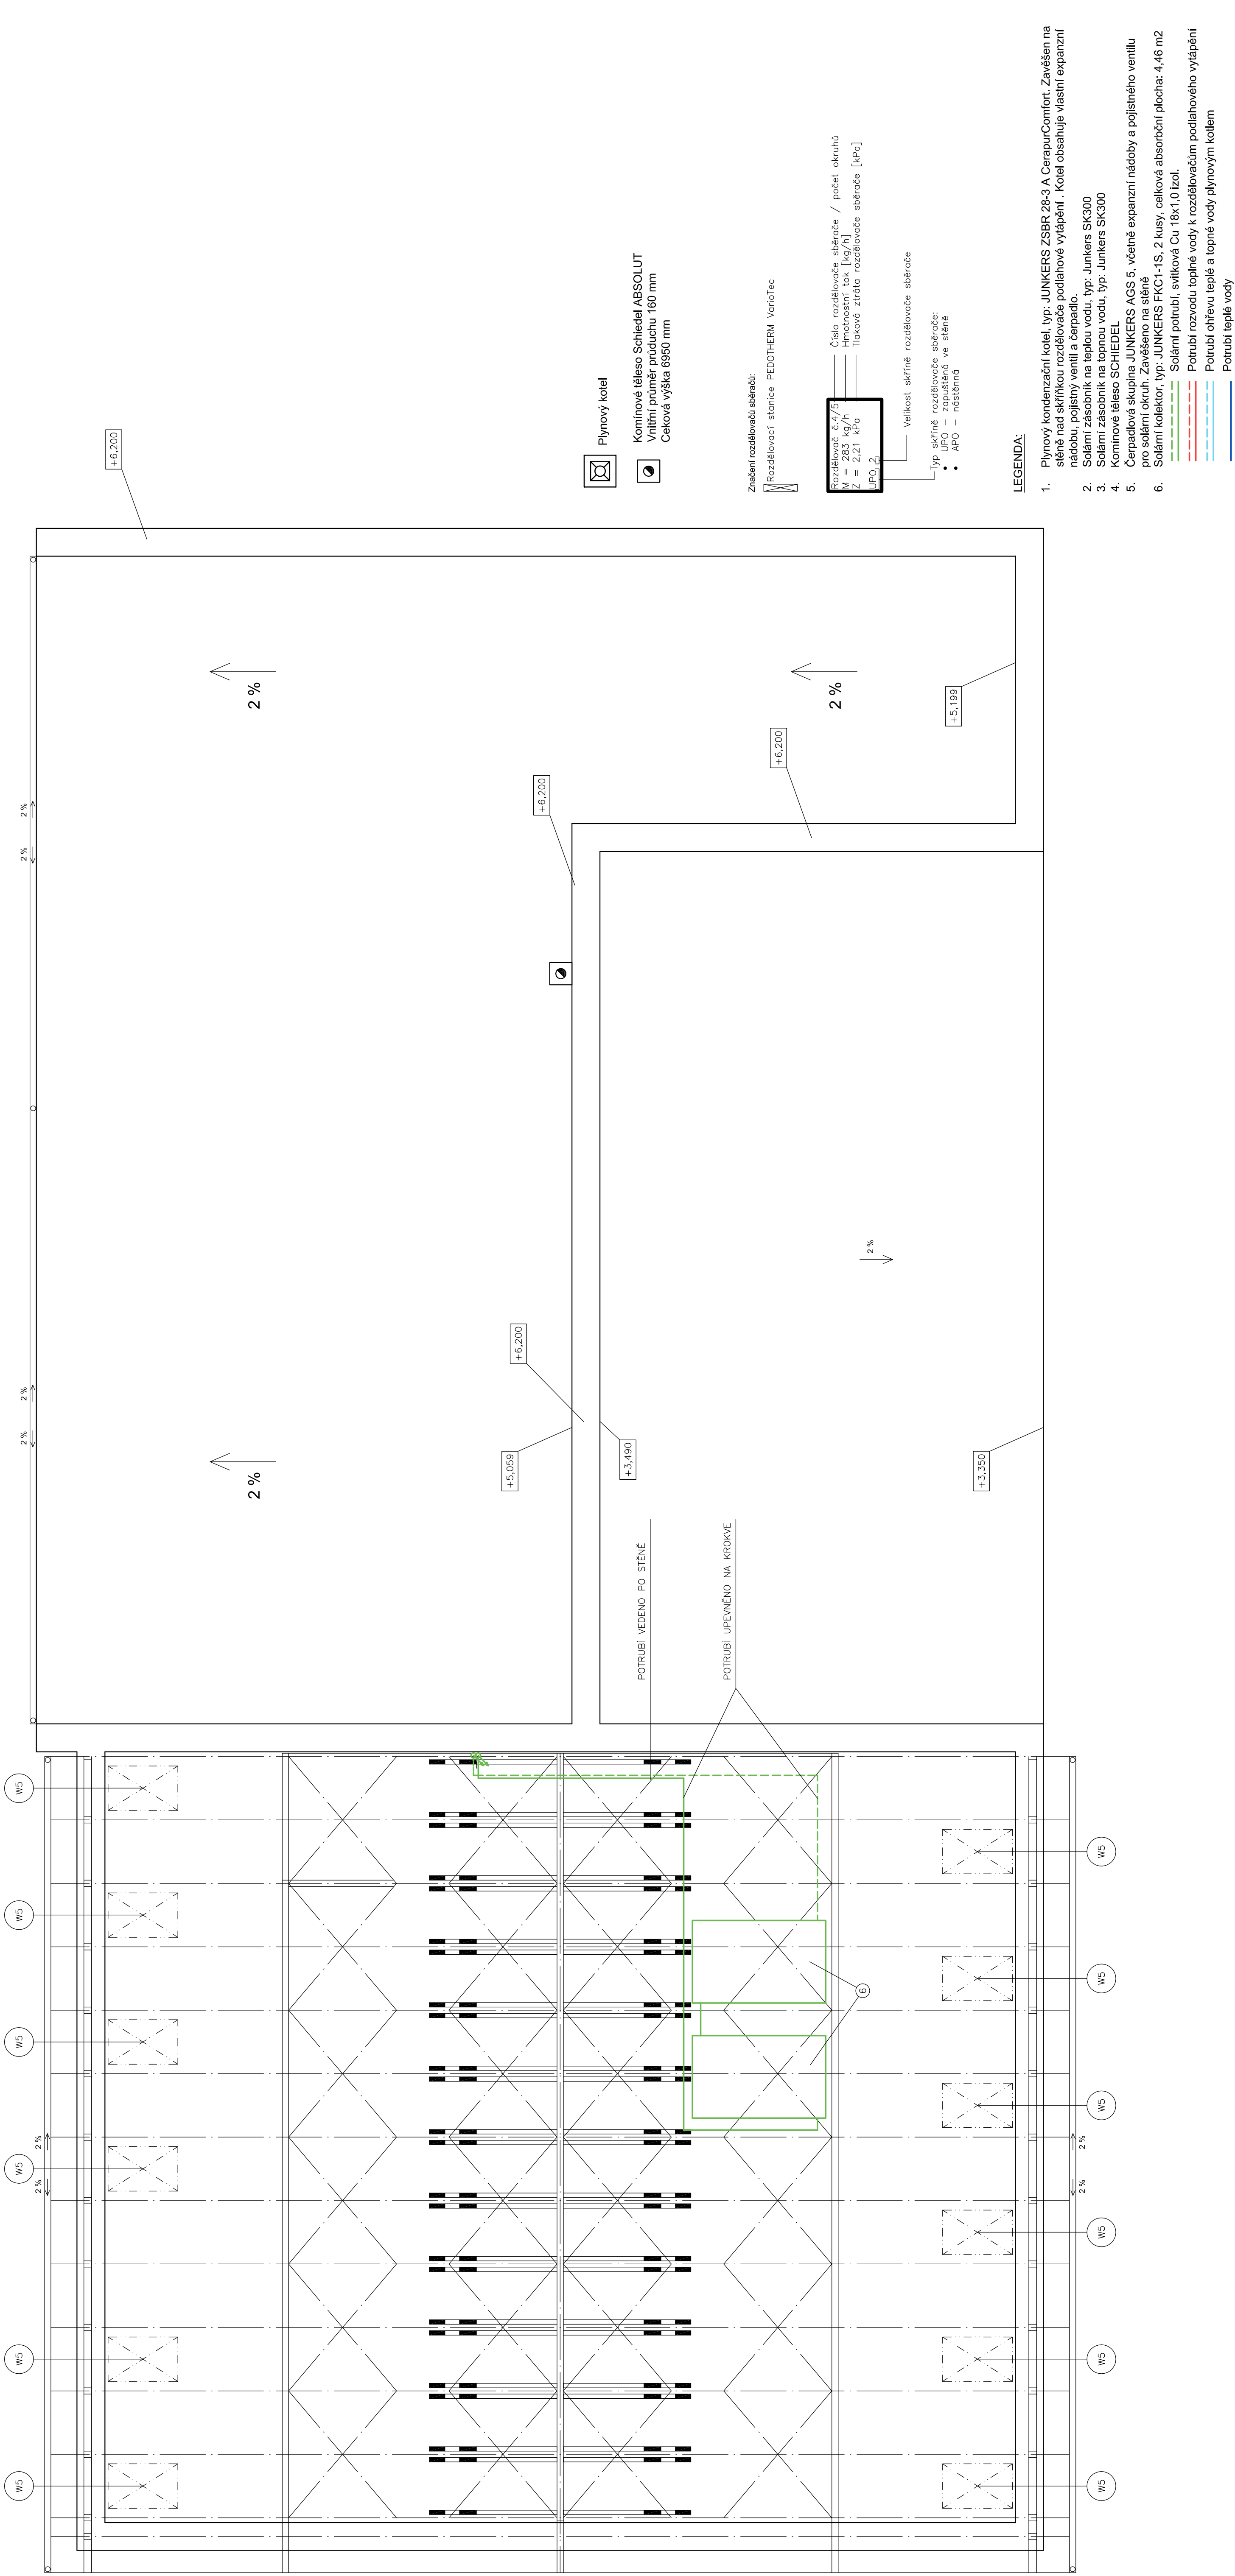 +6,200
2 %
2 %
2 %
2 %
+5,199
+6,200
+6,200
2 %
2 %
2 %
2 %
+6,200
+5,059
+3,490
+3,350
2 %
POTRUBÍ VEDENO PO STĚNĚ
POTRUBÍ UPEVNĚNO NA KROKVE
6
W5
W5
W5
W5
W5
W5
W5
W5
W5
W5
W5
W5
2 %
2 %
2 %
2 %
Plynový kotel
Komínové těleso Schiedel ABSOLUT
Vnitřní průměr průduchu 160 mm
Ceková výška 6950 mm
Značení rozdělovačů sběračů:
Rozdělovací stanice PEDOTHERM VarioTec
Rozdělovač č.4/5
M = 283 kg/h
Z = 2,21 kPa
UPO, 2
Číslo rozdělovače sběrače / počet okruhů
Hmotnostní tok [kg/h]
Tlaková ztráta rozdělovače sběrače [kPa]
Velikost skříně rozdělovače sběrače
Typ skříně rozdělovače sběrače:
• UPO – zapuštěná ve stěně
• APO – nástěnná
LEGENDA:
1. Plynový kondenzační kotel, typ: JUNKERS ZSBR 28-3 A CerapurComfort. Zavěšen na
stěně nad skříňkou rozdělovače podlahové vytápění . Kotel obsahuje vlastní expanzní
nádobu, pojistný ventil a čerpadlo.
2. Solární zásobník na teplou vodu, typ: Junkers SK300
3. Solární zásobník na topnou vodu, typ: Junkers SK300
4. Komínové těleso SCHIEDEL
5. Čerpadlová skupina JUNKERS AGS 5, včetně expanzní nádoby a pojistného ventilu
pro solární okruh. Zavěšeno na stěně
6. Solární kolektor, typ: JUNKERS FKC1-1S, 2 kusy, celková absorbční plocha: 4,46 m2
Solární potrubí, svitková Cu 18x1,0 izol.
Potrubí rozvodu toplné vody k rozdělovačům podlahového vytápění
Potrubí ohřevu teplé a topné vody plynovým kotlem
Potrubí teplé vody